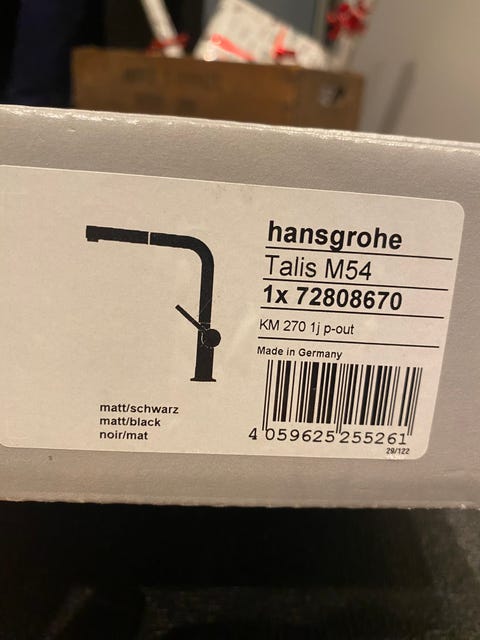 hansgrohe
Talis M54
1x 72808670
KM 270 1j p-out
Made in Germany
matt/schwarz
matt/black
noir/mat
4 059625 255261
29/122